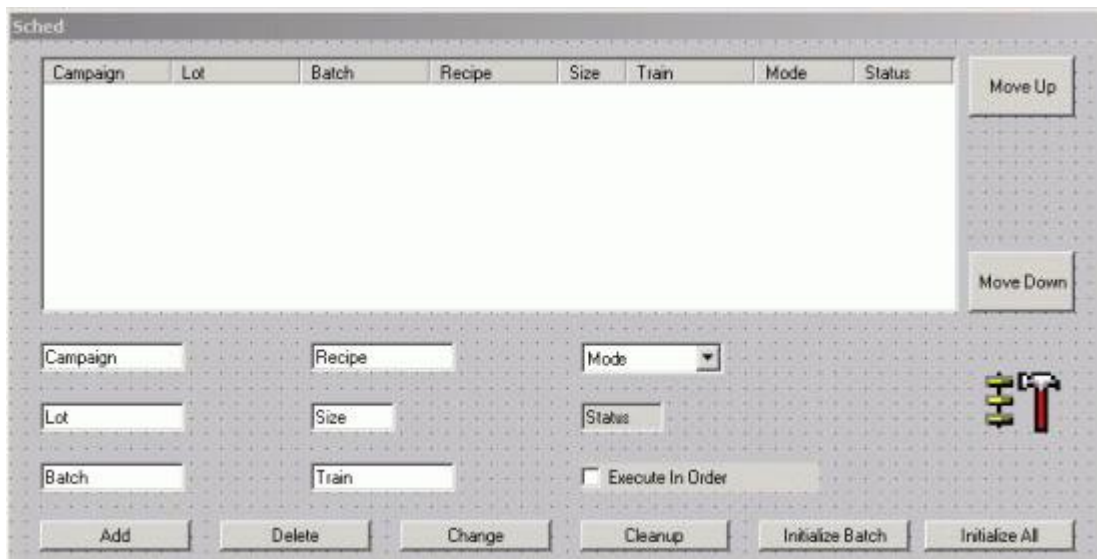 Sched
Campaign Lot Batch Recipe Size Train Mode Status
Move Up
Move Down
Campaign Recipe Mode
Lot Size Status
Batch Train Execute In Order
Add Delete Change Cleanup Initialize Batch Initialize All